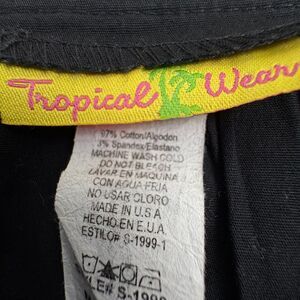 Tropical Wear
97% Cotton/Algodon
3% Spandex/Elastano
MACHINE WASH COLD
DO NOT BLEACH
LAVAR EN MAQUINA
CON AGUA FRIA
NO USAR CLORO
MADE IN U.S.A
HECHO EN E.U.A.
ESTILO# S-1999-1